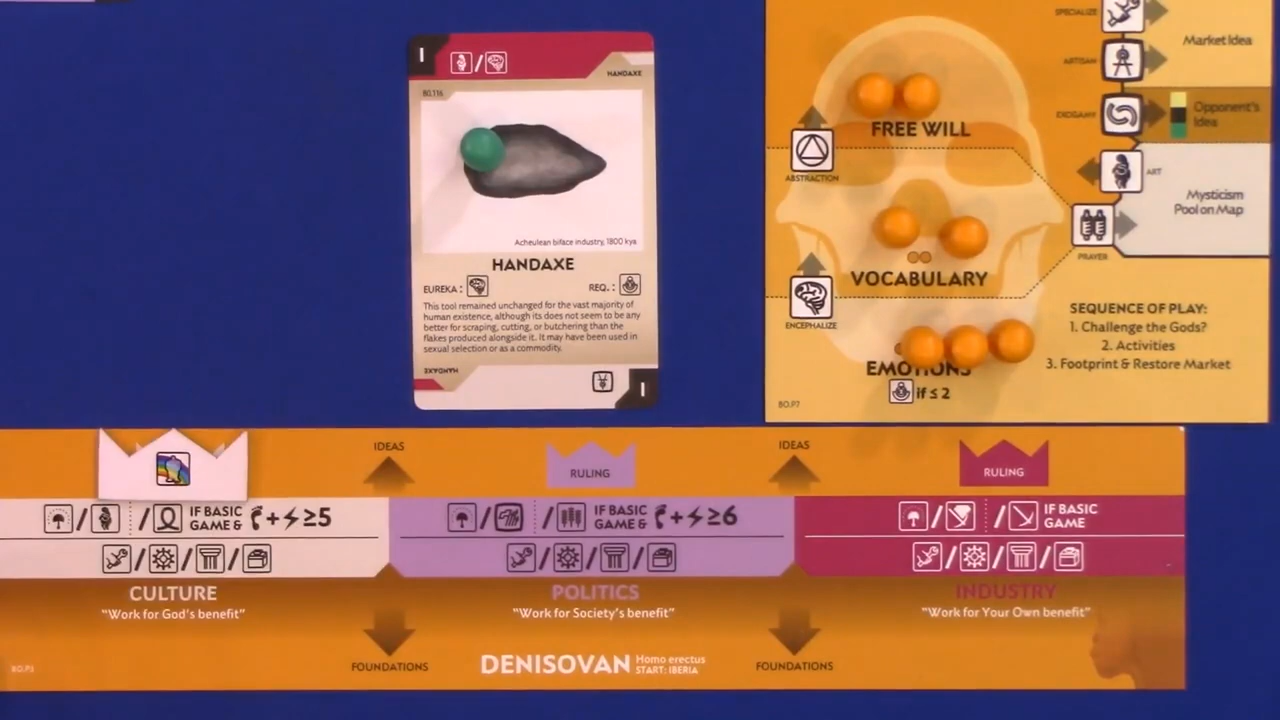 I
HANDAXE
BO.116
Acheulean biface industry, 1800 kya
HANDAXE
EUREKA :
REQ. :
This tool remained unchanged for the vast majority of
human existence, although its does not seem to be any
better for scraping, cutting, or butchering than the
flakes produced alongside it. It may have been used in
sexual selection or as a commodity.
HANDAXE
I
SPECIALIZE
Market Idea
ARTISAN
EXOGAMY
Opponent's
Idea
ART
Mysticism
Pool on Map
PRAYER
FREE WILL
ABSTRACTION
VOCABULARY
ENCEPHALIZE
SEQUENCE OF PLAY:
1. Challenge the Gods?
2. Activities
3. Footprint & Restore Market
EMOTIONS
if ≤ 2
BO.P7
IDEAS
RULING
IDEAS
RULING
IF BASIC
GAME & + ≥5
IF BASIC
GAME & + ≥6
IF BASIC
GAME
CULTURE
"Work for God's benefit"
POLITICS
"Work for Society's benefit"
INDUSTRY
"Work for Your Own benefit"
FOUNDATIONS
DENISOVAN
Homo erectus
START: IBERIA
FOUNDATIONS